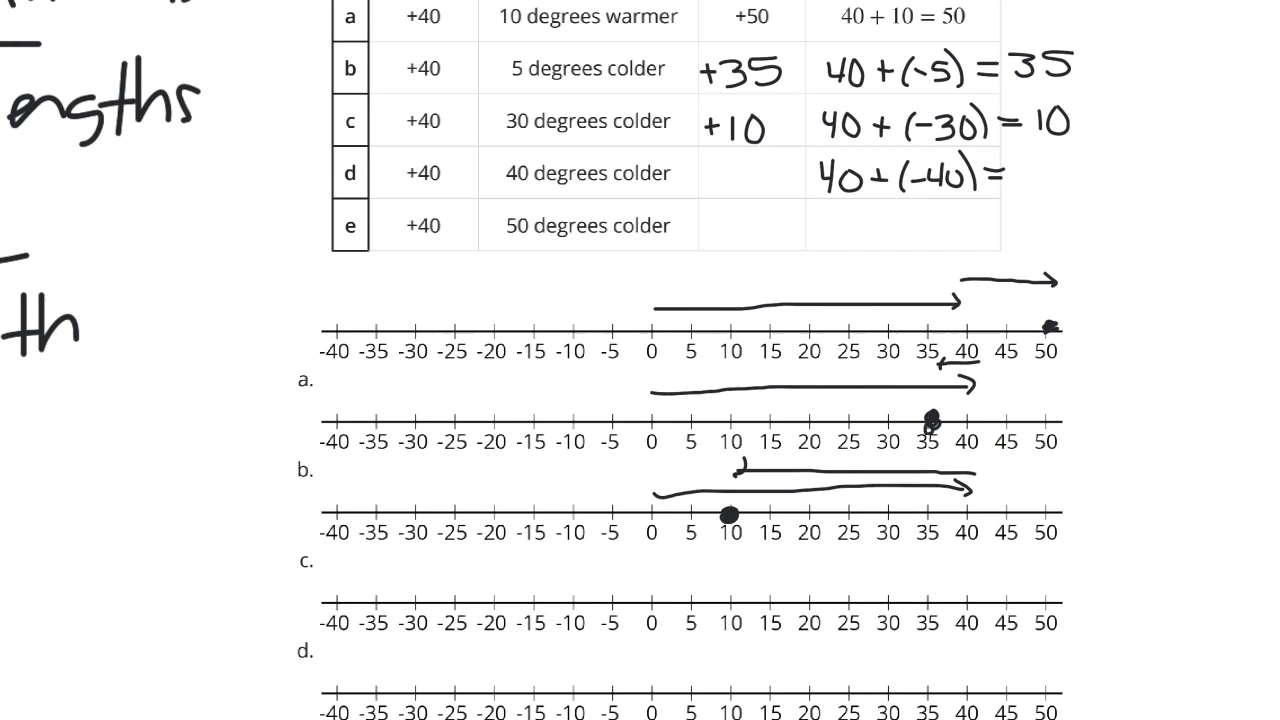 a +40 10 degrees warmer +50 40 + 10 = 50
b +40 5 degrees colder +35 40 + (-5) = 35
engths
c +40 30 degrees colder +10 40 + (-30) = 10
d +40 40 degrees colder 40 + (-40) =
e +40 50 degrees colder
th
-40 -35 -30 -25 -20 -15 -10 -5 0 5 10 15 20 25 30 35 40 45 50
a.
-40 -35 -30 -25 -20 -15 -10 -5 0 5 10 15 20 25 30 35 40 45 50
b.
-40 -35 -30 -25 -20 -15 -10 -5 0 5 10 15 20 25 30 35 40 45 50
c.
-40 -35 -30 -25 -20 -15 -10 -5 0 5 10 15 20 25 30 35 40 45 50
d.
-40 -35 -30 -25 -20 -15 -10 -5 0 5 10 15 20 25 30 35 40 45 50